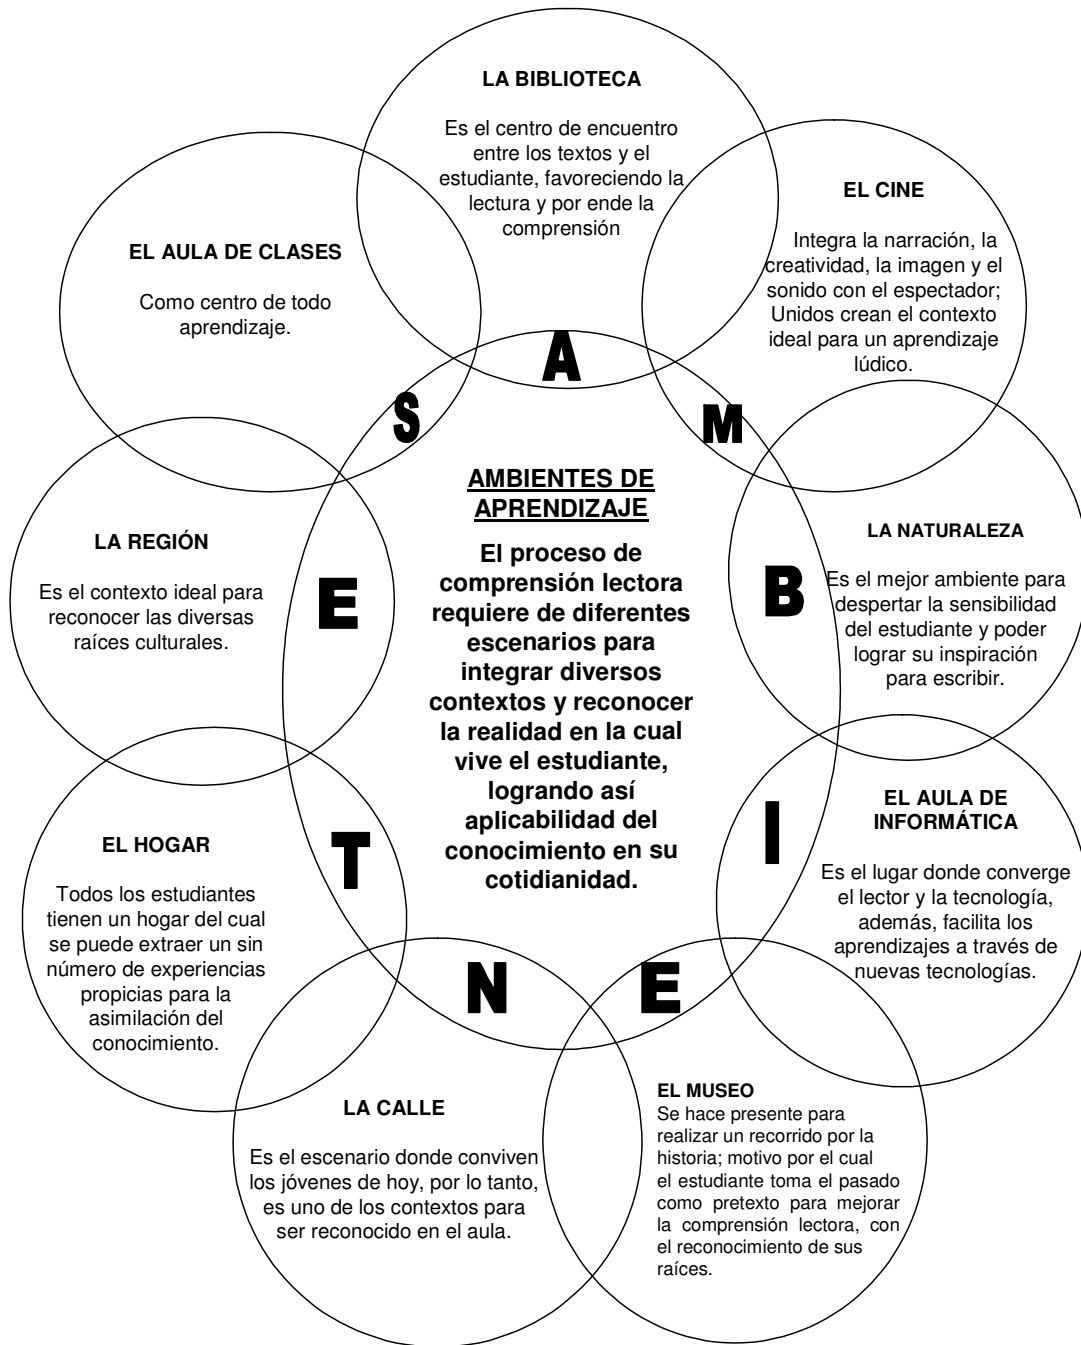 LA BIBLIOTECA
Es el centro de encuentro
entre los textos y el
estudiante, favoreciendo la
lectura y por ende la
comprensión
EL CINE
Integra la narración, la
creatividad, la imagen y el
sonido con el espectador;
Unidos crean el contexto
ideal para un aprendizaje
lúdico.
EL AULA DE CLASES
Como centro de todo
aprendizaje.
A
S
M
AMBIENTES DE
APRENDIZAJE
El proceso de
comprensión lectora
requiere de diferentes
escenarios para
integrar diversos
contextos y reconocer
la realidad en la cual
vive el estudiante,
logrando así
aplicabilidad del
conocimiento en su
cotidianidad.
LA REGIÓN
Es el contexto ideal para
reconocer las diversas
raíces culturales.
E
B
LA NATURALEZA
Es el mejor ambiente para
despertar la sensibilidad
del estudiante y poder
lograr su inspiración
para escribir.
EL HOGAR
Todos los estudiantes
tienen un hogar del cual
se puede extraer un sin
número de experiencias
propicias para la
asimilación del
conocimiento.
T
I
EL AULA DE
INFORMÁTICA
Es el lugar donde converge
el lector y la tecnología,
además, facilita los
aprendizajes a través de
nuevas tecnologías.
N
E
LA CALLE
Es el escenario donde conviven
los jóvenes de hoy, por lo tanto,
es uno de los contextos para
ser reconocido en el aula.
EL MUSEO
Se hace presente para
realizar un recorrido por la
historia; motivo por el cual
el estudiante toma el pasado
como pretexto para mejorar
la comprensión lectora, con
el reconocimiento de sus
raíces.